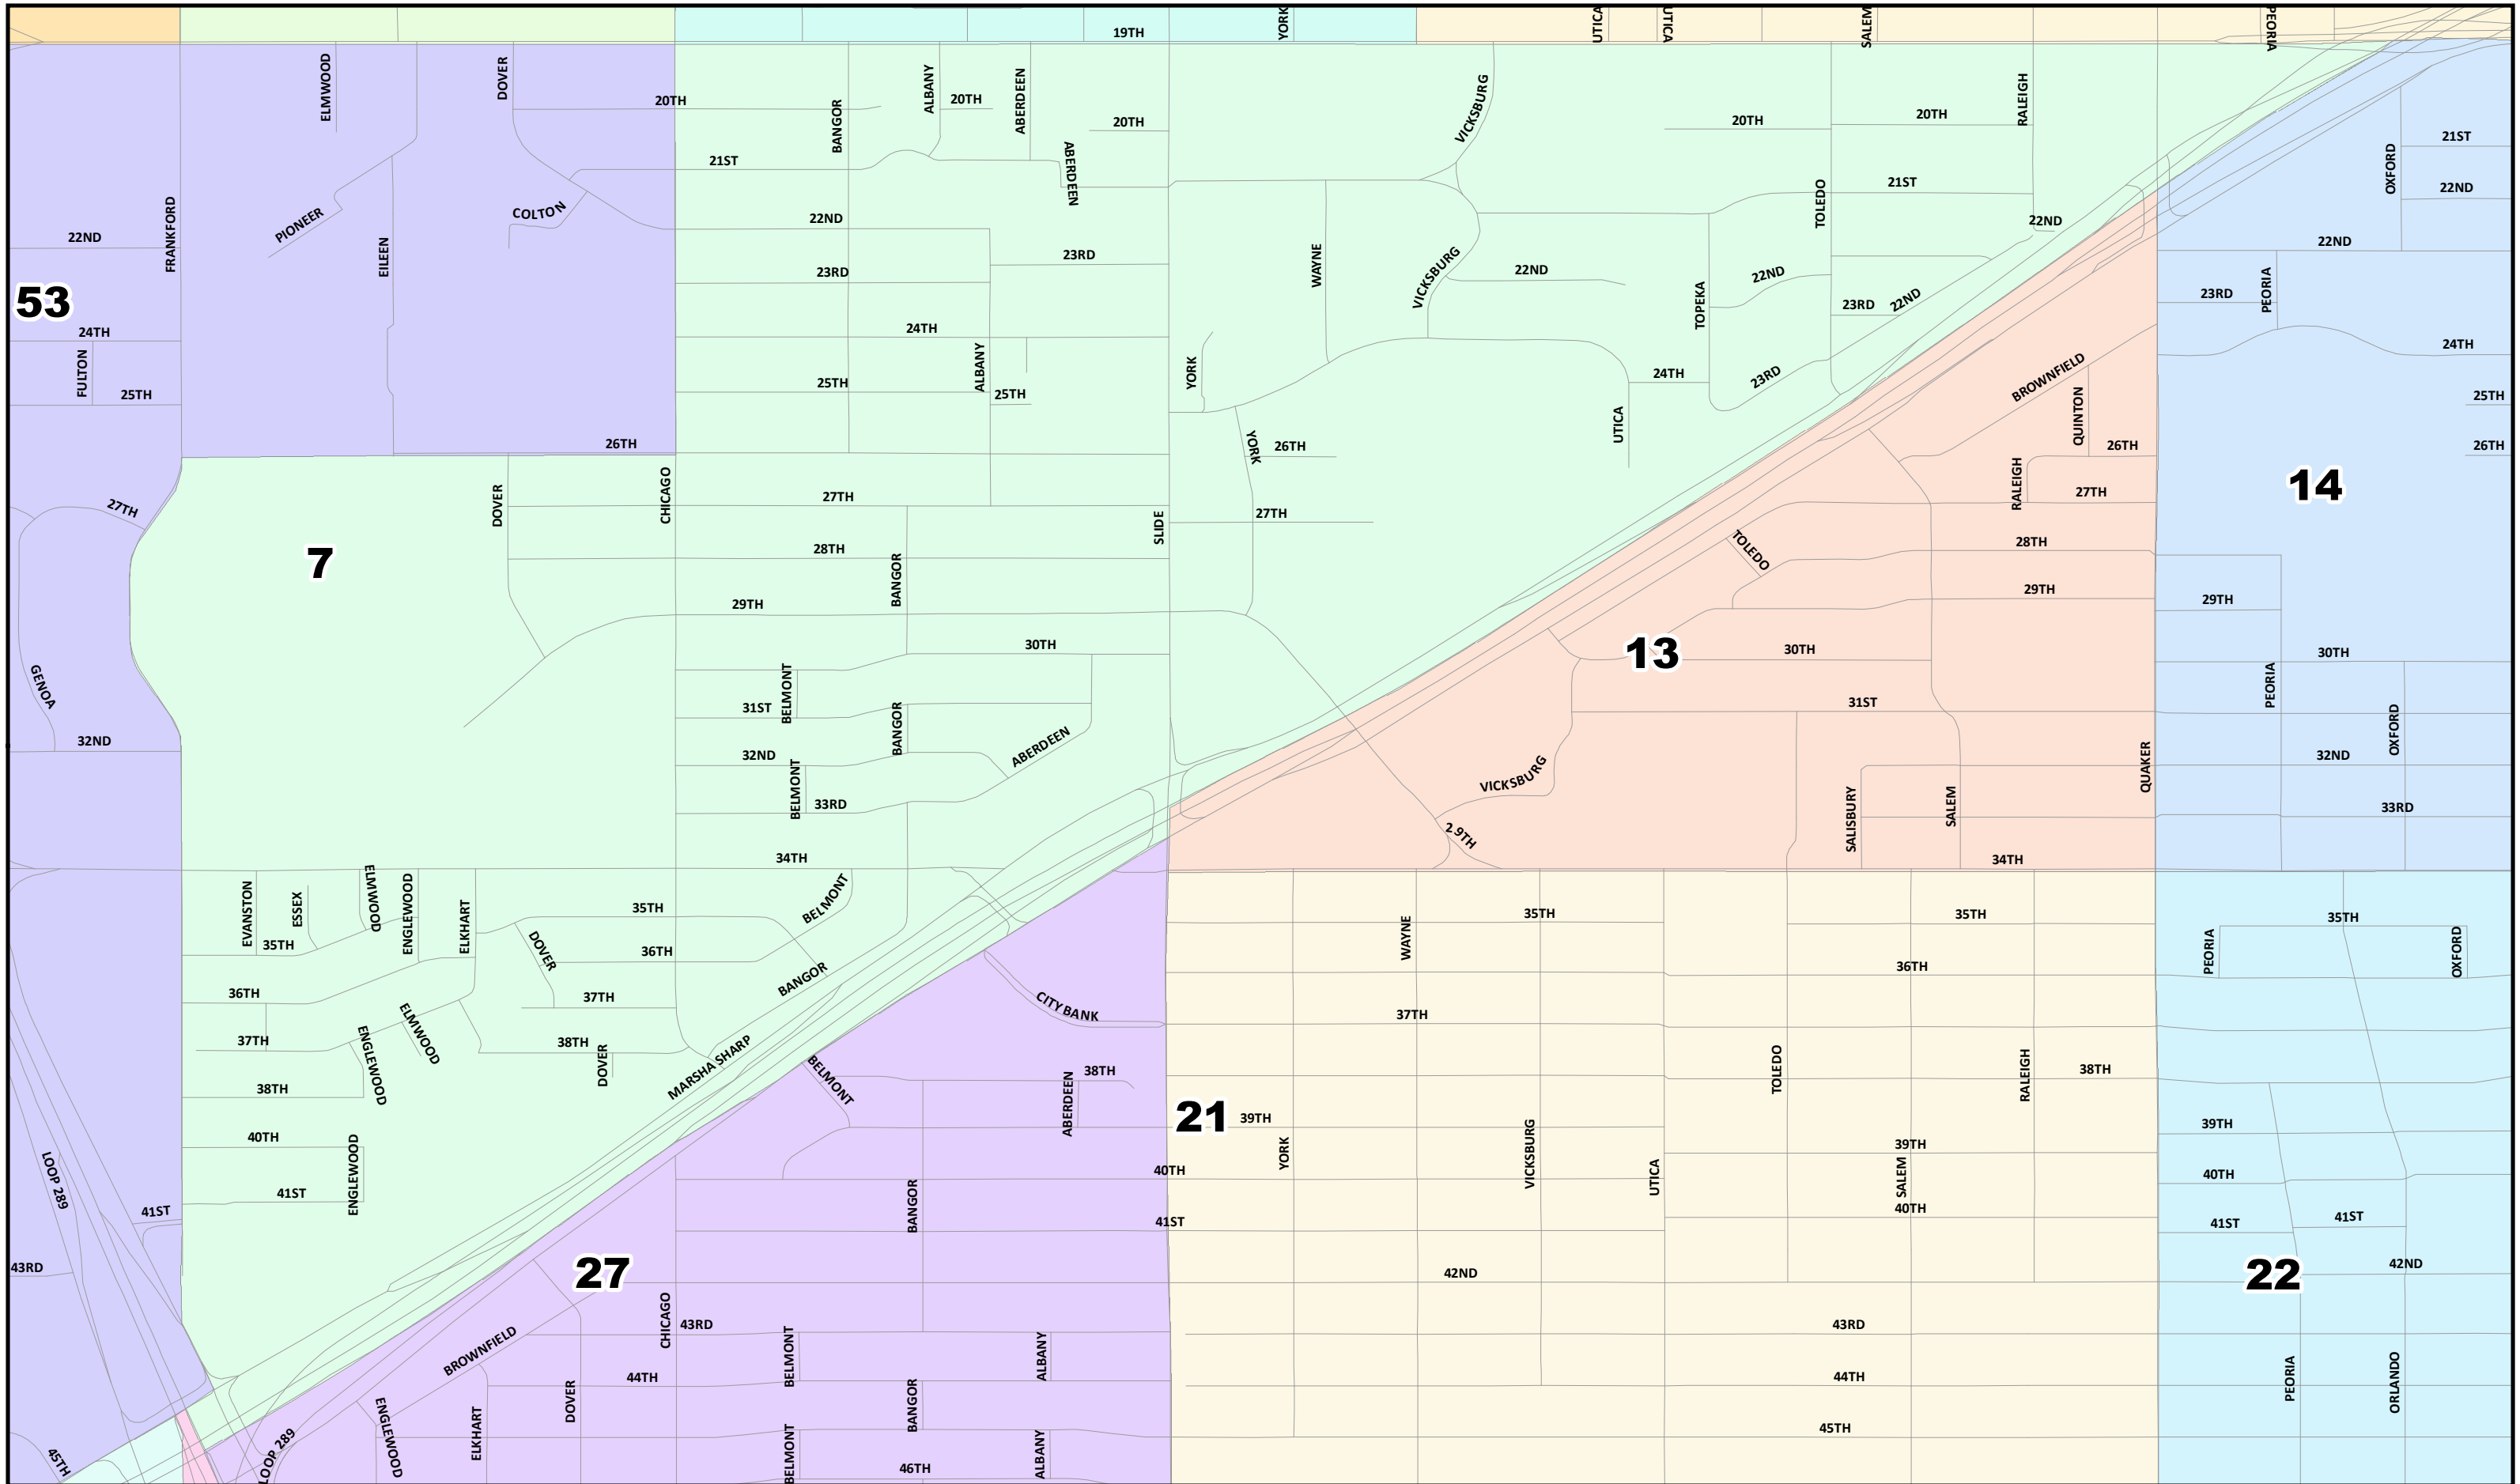 19TH
YORK
UTICA
UTICA
SALEM
PEORIA
ELMWOOD
DOVER
20TH
BANGOR
ALBANY
20TH
ABERDEEN
20TH
VICKSBURG
20TH
20TH
RALEIGH
21ST
OXFORD
22ND
21ST
ABERDEEN
TOLEDO
21ST
22ND
FRANKFORD
PIONEER
COLTON
EILEEN
22ND
22ND
22ND
23RD
23RD
WAYNE
VICKSBURG
22ND
TOPEKA
22ND
23RD
22ND
23RD
PEORIA
53
24TH
FULTON
25TH
24TH
ALBANY
25TH
25TH
YORK
24TH
UTICA
23RD
BROWNFIELD
QUINTON
24TH
25TH
26TH
26TH
YORK
26TH
26TH
27TH
DOVER
CHICAGO
27TH
SLIDE
27TH
RALEIGH
27TH
14
7
28TH
BANGOR
TOLEDO
28TH
29TH
29TH
29TH
GENOA
30TH
BELMONT
13
30TH
30TH
PEORIA
31ST
BANGOR
31ST
OXFORD
32ND
32ND
ABERDEEN
BELMONT
33RD
VICKSBURG
2 9TH
SALISBURY
SALEM
QUAKER
32ND
33RD
34TH
34TH
EVANSTON
ESSEX
ELMWOOD
ENGLEWOOD
ELKHART
35TH
35TH
BELMONT
DOVER
36TH
WAYNE
35TH
35TH
35TH
PEORIA
OXFORD
36TH
BANGOR
36TH
37TH
CITY BANK
37TH
37TH
ELMWOOD
ENGLEWOOD
38TH
DOVER
MARSHA SHARP
BELMONT
38TH
ABERDEEN
TOLEDO
RALEIGH
38TH
38TH
21
39TH
39TH
40TH
ENGLEWOOD
YORK
VICKSBURG
UTICA
39TH
SALEM
40TH
40TH
40TH
LOOP 289
41ST
41ST
BANGOR
41ST
41ST
41ST
43RD
27
42ND
22
42ND
CHICAGO
43RD
BROWNFIELD
BELMONT
ALBANY
43RD
44TH
44TH
PEORIA
ORLANDO
DOVER
BANGOR
ENGLEWOOD
ELKHART
45TH
45TH
LOOP 289
BELMONT
46TH
ALBANY